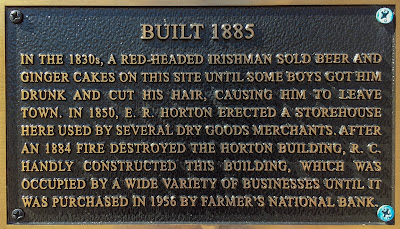 BUILT 1885
IN THE 1830s, A RED-HEADED IRISHMAN SOLD BEER AND
GINGER CAKES ON THIS SITE UNTIL SOME BOYS GOT HIM
DRUNK AND CUT HIS HAIR, CAUSING HIM TO LEAVE
TOWN. IN 1850, E. R. HORTON ERECTED A STOREHOUSE
HERE USED BY SEVERAL DRY GOODS MERCHANTS. AFTER
AN 1884 FIRE DESTROYED THE HORTON BUILDING, R. C.
HANDLY CONSTRUCTED THIS BUILDING, WHICH WAS
OCCUPIED BY A WIDE VARIETY OF BUSINESSES UNTIL IT
WAS PURCHASED IN 1956 BY FARMER'S NATIONAL BANK.